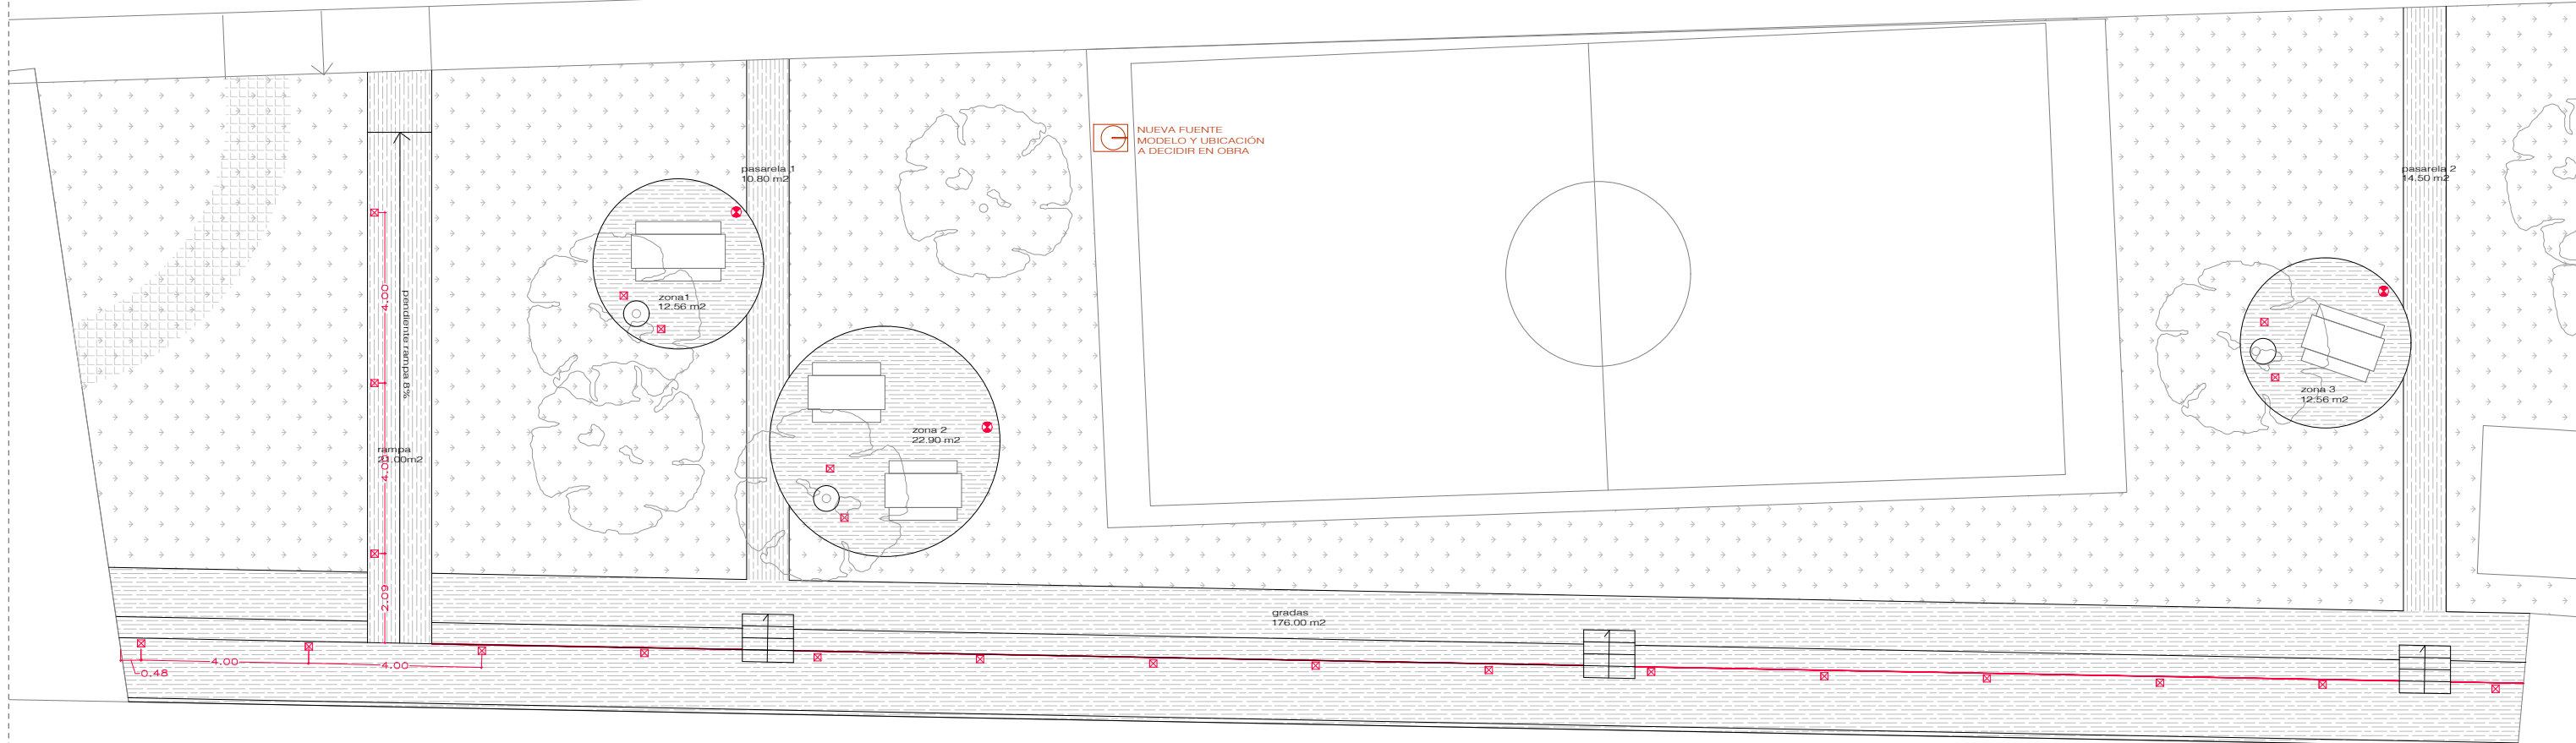 NUEVA FUENTE
MODELO Y UBICACIÓN
A DECIDIR EN OBRA
pasarela 1
10.80 m2
pasarela 2
14.50 m2
zona1
12.56 m2
4.00
pendiente rampa 8%
zona 3
12.56 m2
zona 2
22.90 m2
rampa
21.00m2
4.00
2.09
gradas
176.00 m2
4.00
4.00
0.48